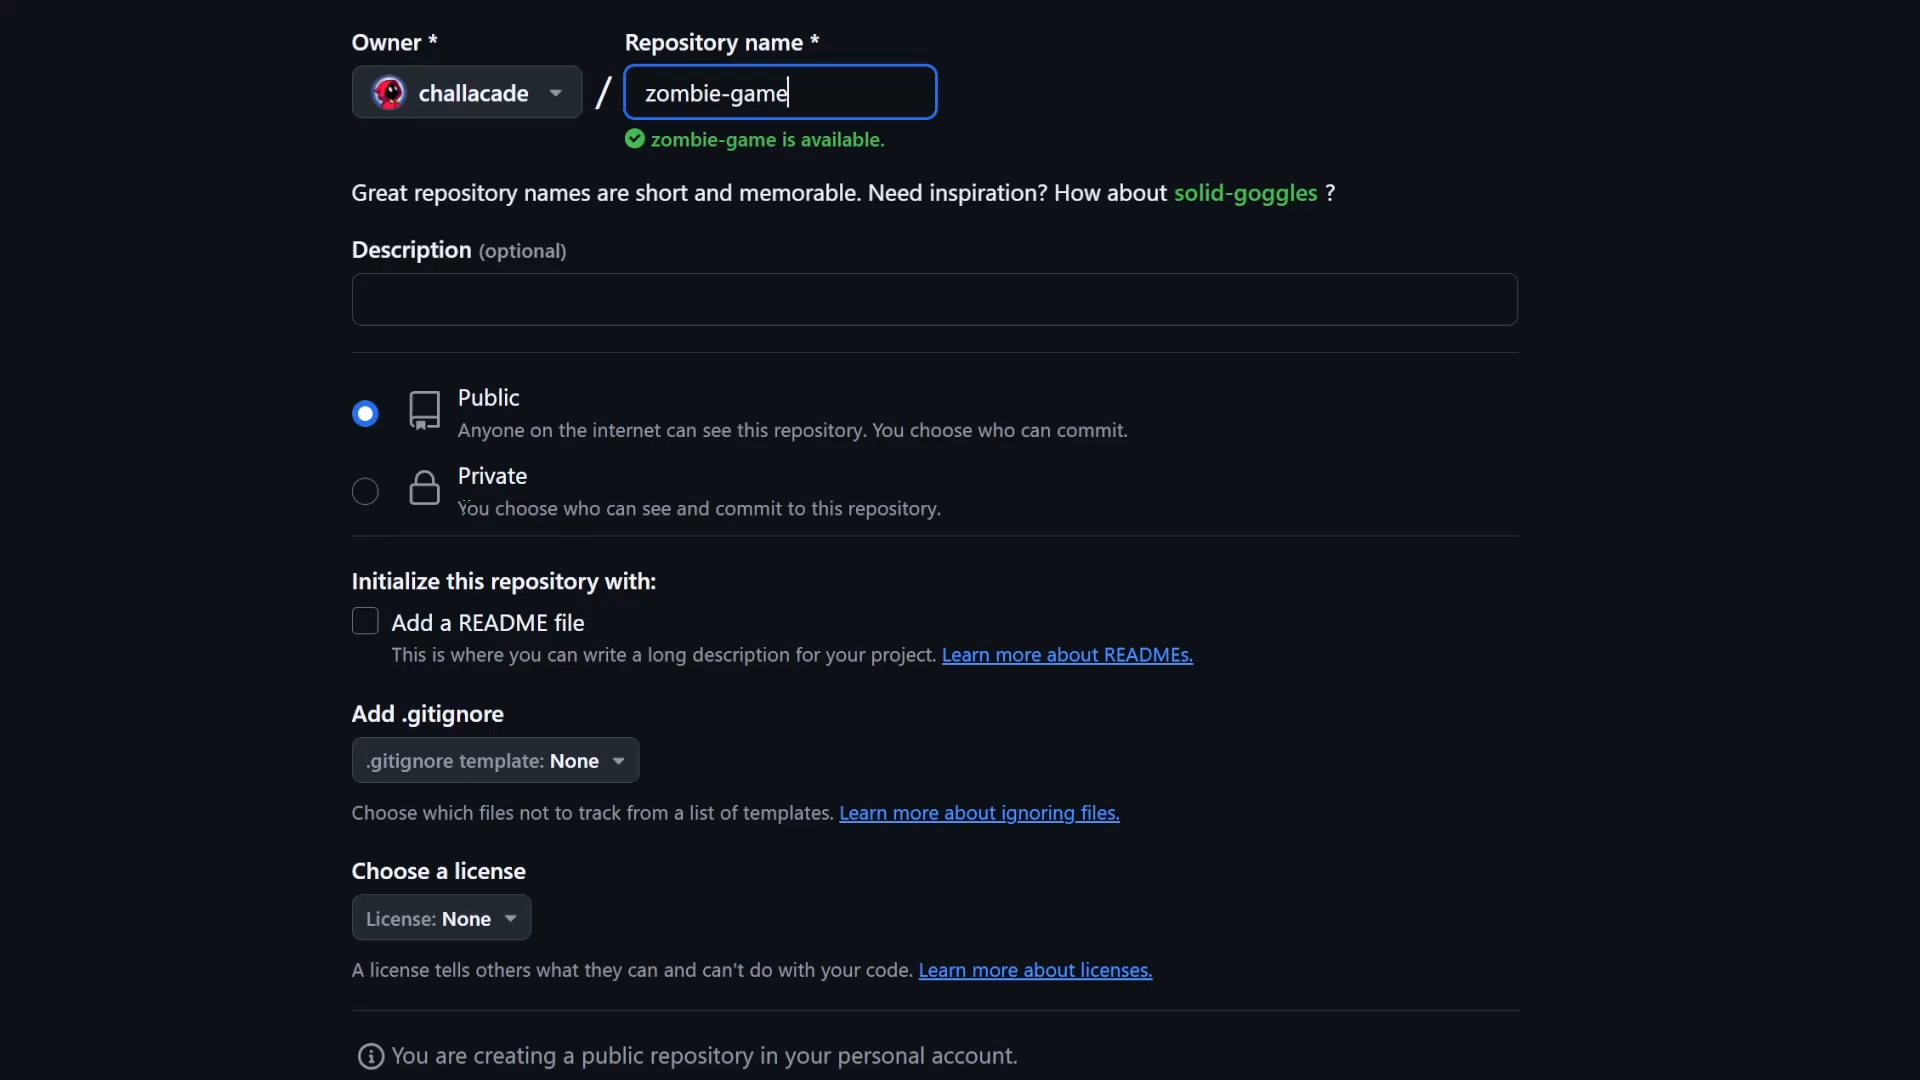 Owner * Repository name *
challacade / zombie-game
zombie-game is available.
Great repository names are short and memorable. Need inspiration? How about solid-goggles ?
Description (optional)
Public
Anyone on the internet can see this repository. You choose who can commit.
Private
You choose who can see and commit to this repository.
Initialize this repository with:
Add a README file
This is where you can write a long description for your project. Learn more about READMEs.
Add .gitignore
.gitignore template: None
Choose which files not to track from a list of templates. Learn more about ignoring files.
Choose a license
License: None
A license tells others what they can and can't do with your code. Learn more about licenses.
You are creating a public repository in your personal account.